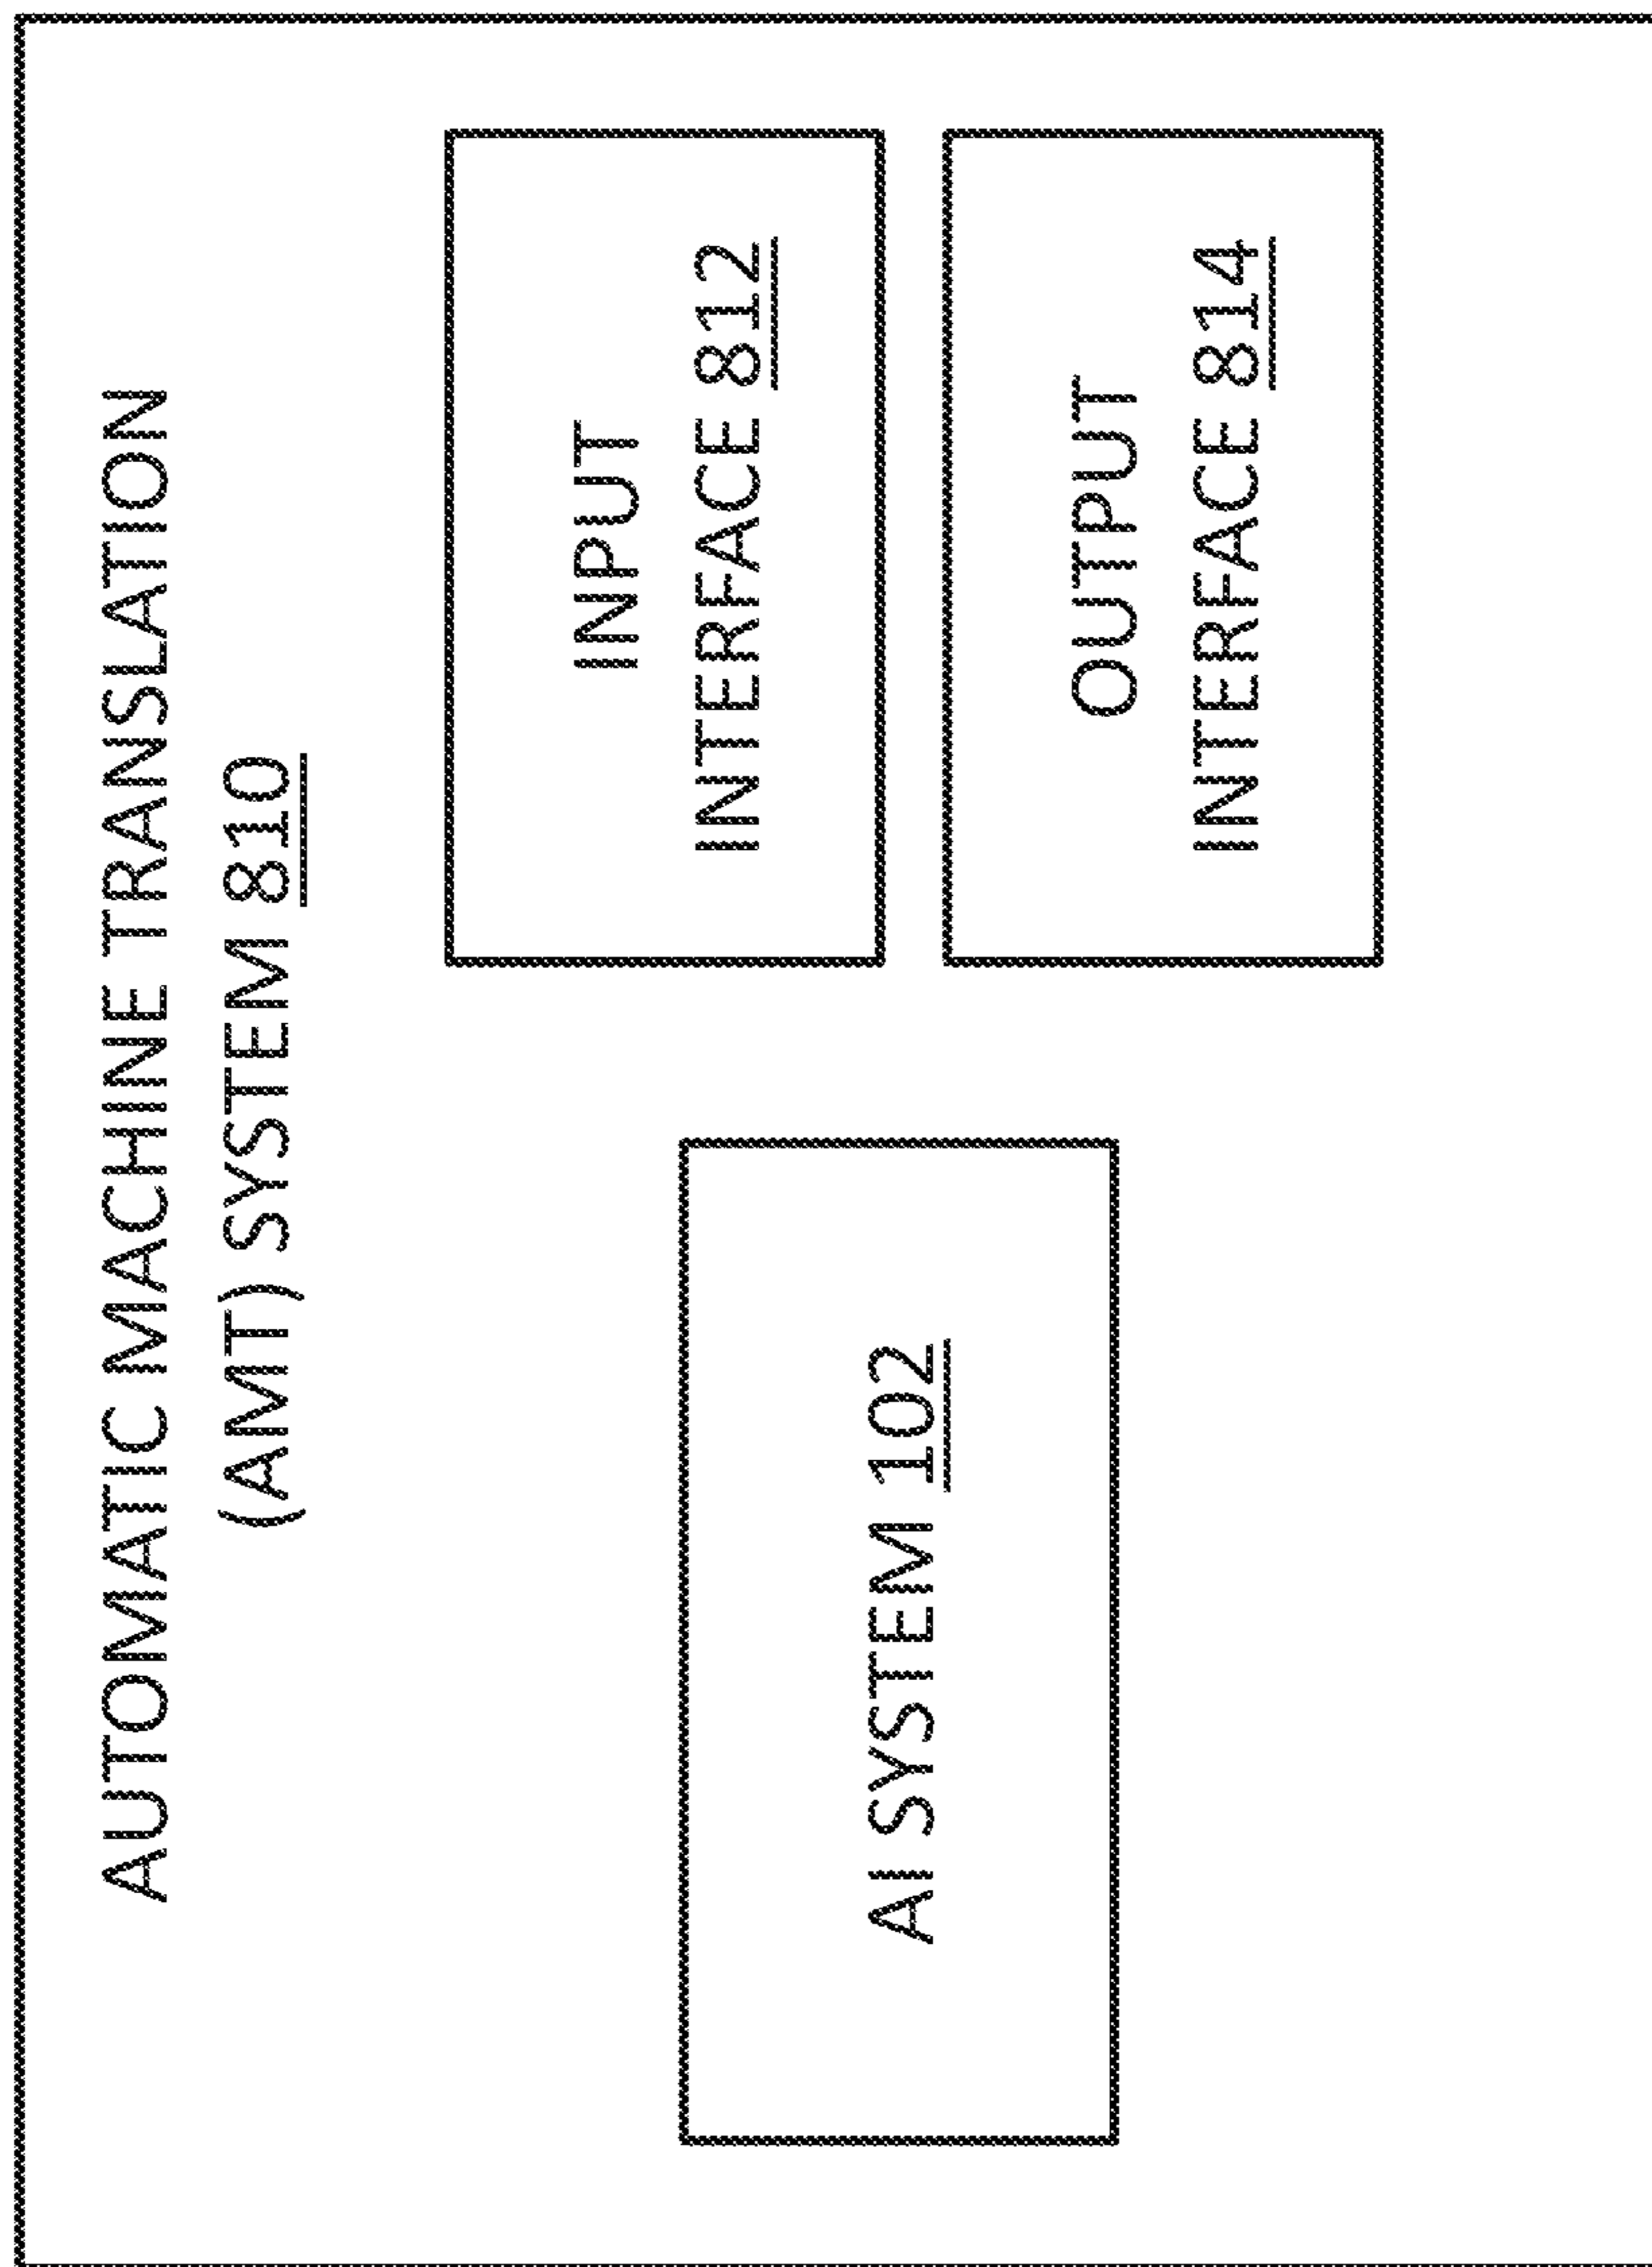 AUTOMATIC MACHINE TRANSLATION
(AMT) SYSTEM 810
AI SYSTEM 102
INPUT
INTERFACE 812
OUTPUT
INTERFACE 814